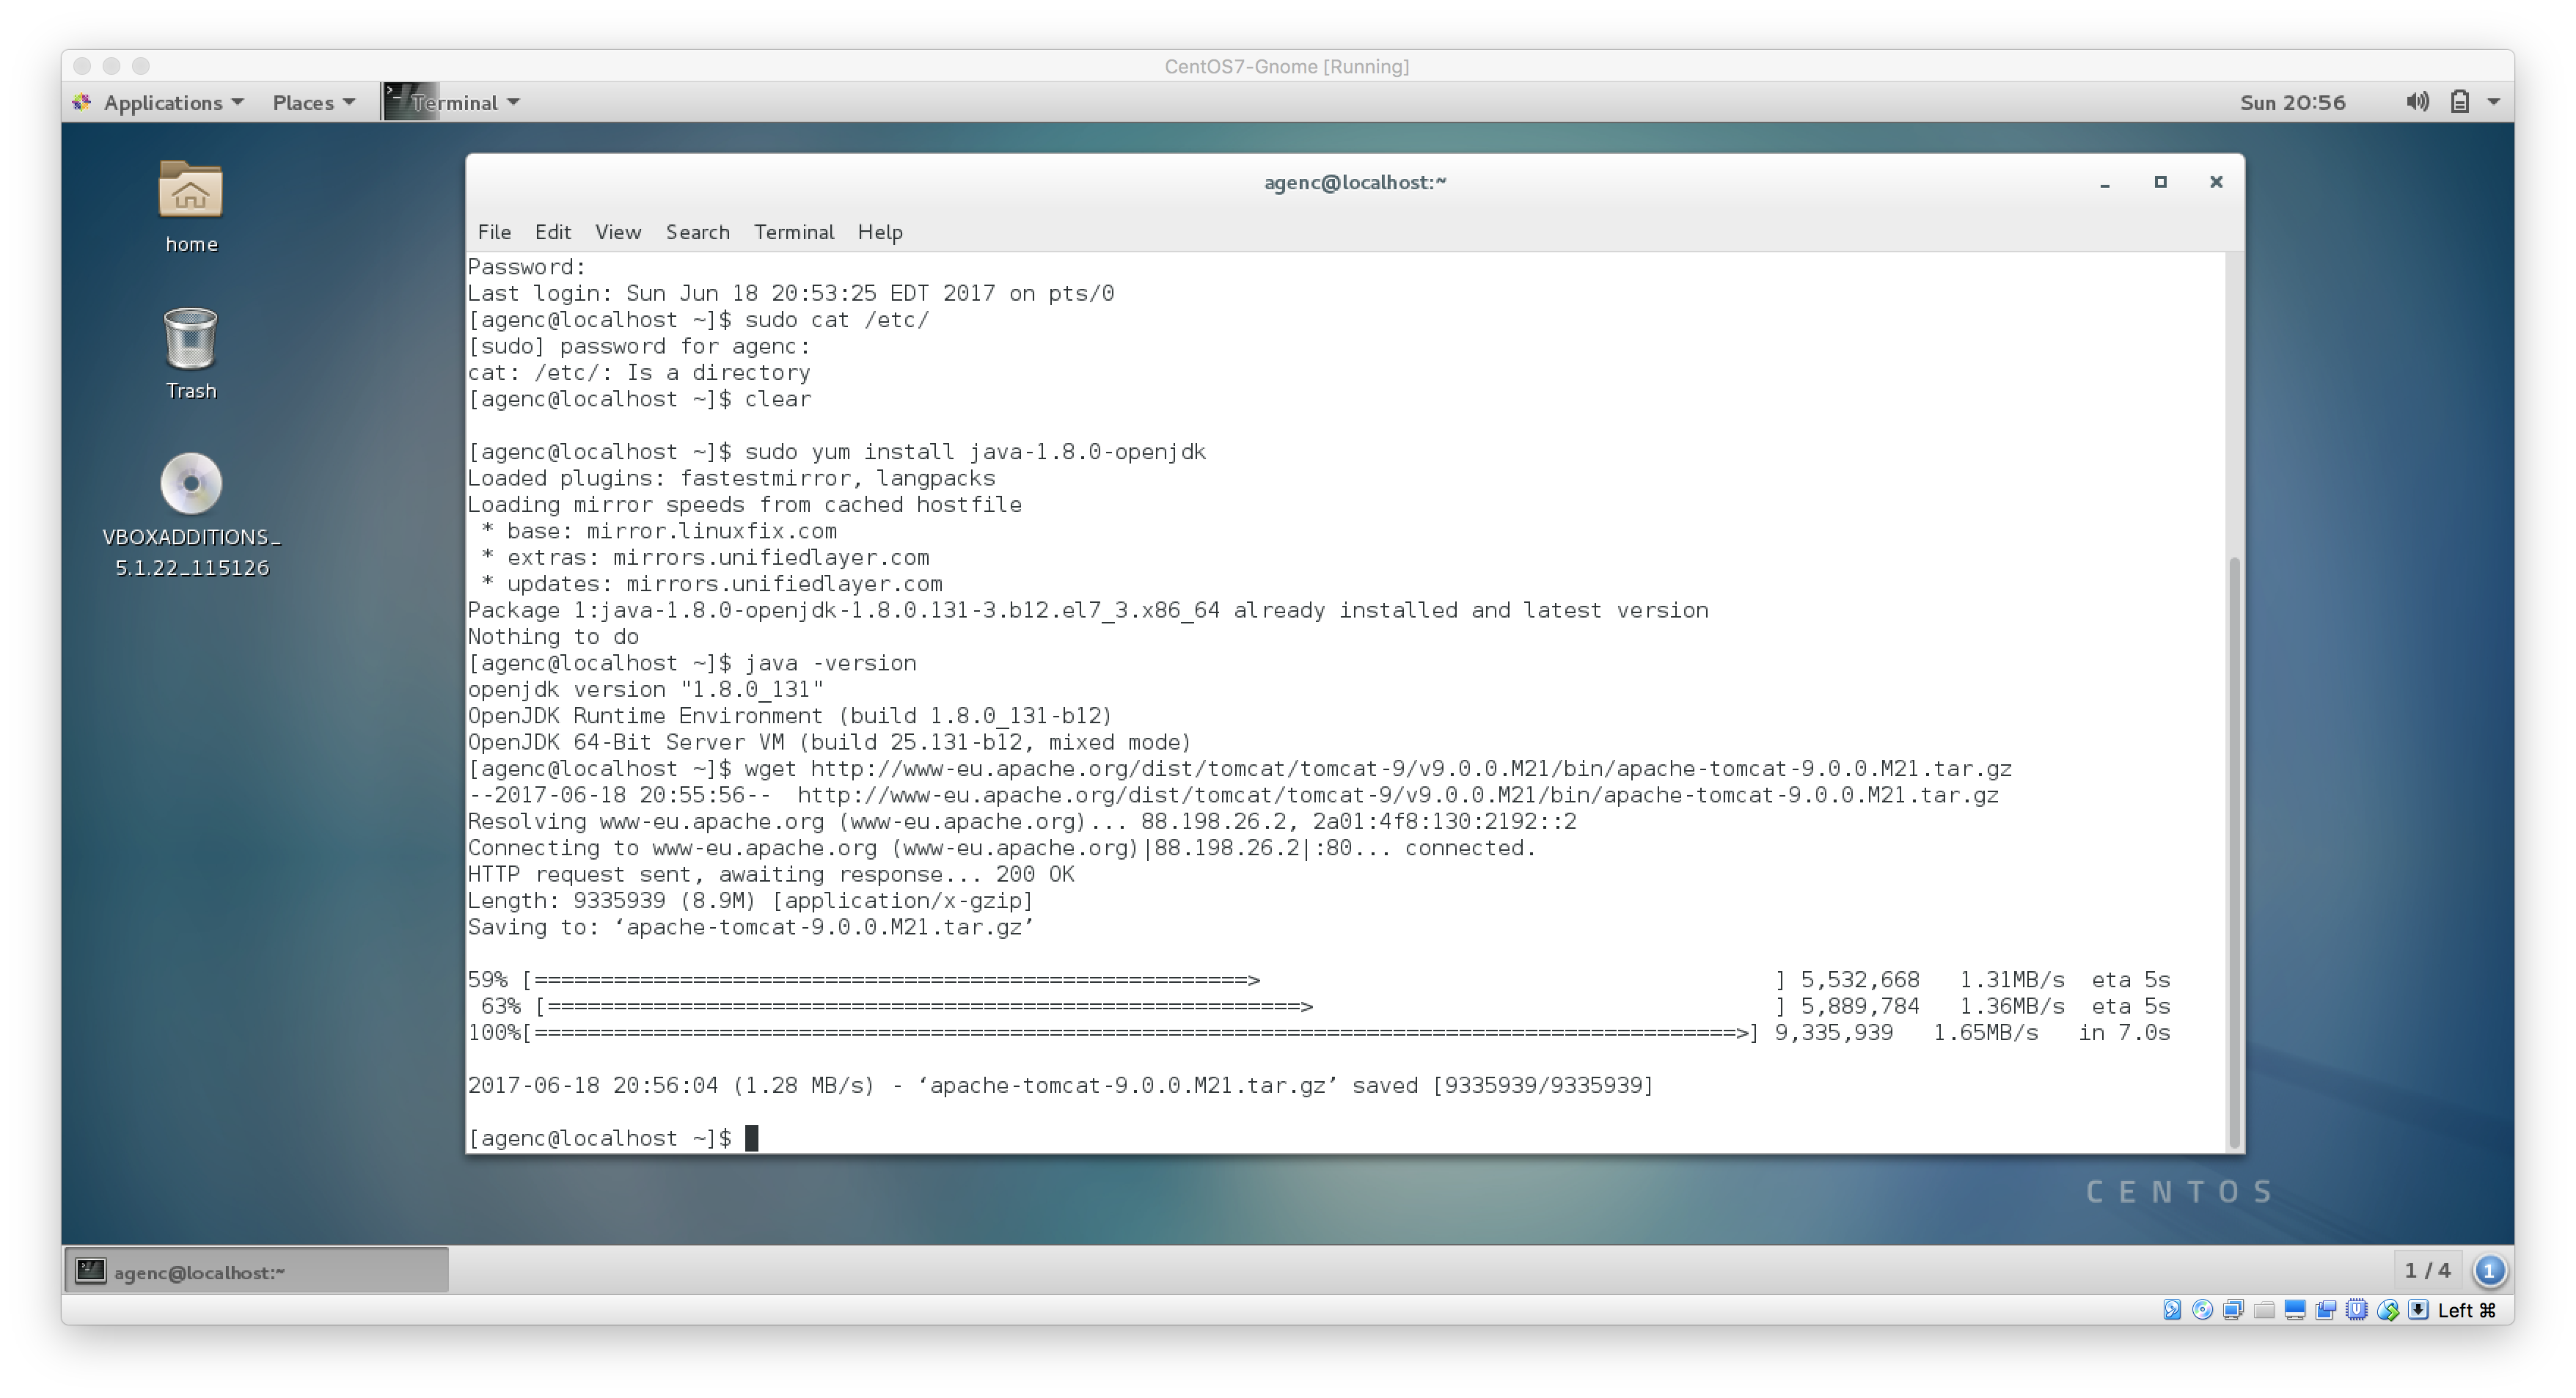 CentOS7-Gnome [Running]
Applications Places Terminal Sun 20:56
home
Trash
VBOXADDITIONS_
5.1.22_115126
agenc@localhost:~
File Edit View Search Terminal Help
Password:
Last login: Sun Jun 18 20:53:25 EDT 2017 on pts/0
[agenc@localhost ~]$ sudo cat /etc/
[sudo] password for agenc:
cat: /etc/: Is a directory
[agenc@localhost ~]$ clear
[agenc@localhost ~]$ sudo yum install java-1.8.0-openjdk
Loaded plugins: fastestmirror, langpacks
Loading mirror speeds from cached hostfile
 * base: mirror.linuxfix.com
 * extras: mirrors.unifiedlayer.com
 * updates: mirrors.unifiedlayer.com
Package 1:java-1.8.0-openjdk-1.8.0.131-3.b12.el7_3.x86_64 already installed and latest version
Nothing to do
[agenc@localhost ~]$ java -version
openjdk version "1.8.0_131"
OpenJDK Runtime Environment (build 1.8.0_131-b12)
OpenJDK 64-Bit Server VM (build 25.131-b12, mixed mode)
[agenc@localhost ~]$ wget http://www-eu.apache.org/dist/tomcat/tomcat-9/v9.0.0.M21/bin/apache-tomcat-9.0.0.M21.tar.gz
--2017-06-18 20:55:56--  http://www-eu.apache.org/dist/tomcat/tomcat-9/v9.0.0.M21/bin/apache-tomcat-9.0.0.M21.tar.gz
Resolving www-eu.apache.org (www-eu.apache.org)... 88.198.26.2, 2a01:4f8:130:2192::2
Connecting to www-eu.apache.org (www-eu.apache.org)|88.198.26.2|:80... connected.
HTTP request sent, awaiting response... 200 OK
Length: 9335939 (8.9M) [application/x-gzip]
Saving to: ‘apache-tomcat-9.0.0.M21.tar.gz’
59% [======================================================>                                       ] 5,532,668   1.31MB/s  eta 5s
 63% [=========================================================>                                   ] 5,889,784   1.36MB/s  eta 5s
100%[===========================================================================================>] 9,335,939   1.65MB/s   in 7.0s
2017-06-18 20:56:04 (1.28 MB/s) - ‘apache-tomcat-9.0.0.M21.tar.gz’ saved [9335939/9335939]
[agenc@localhost ~]$
CENTOS
agenc@localhost:~ 1 / 4 1
Left ⌘